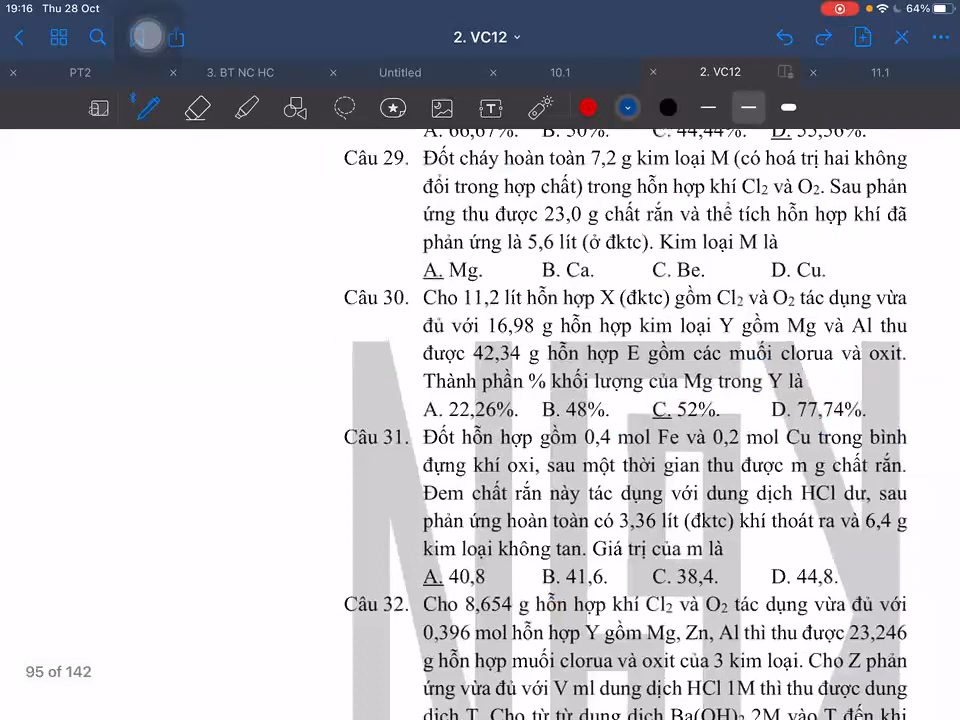 19:16 Thu 28 Oct 64%
2. VC12
PT2 3. BT NC HC Untitled 10.1 2. VC12 11.1
A. 66,67%. B. 50%. C. 44,44%. D. 55,56%.
Câu 29. Đốt cháy hoàn toàn 7,2 g kim loại M (có hoá trị hai không
đổi trong hợp chất) trong hỗn hợp khí Cl₂ và O₂. Sau phản
ứng thu được 23,0 g chất rắn và thể tích hỗn hợp khí đã
phản ứng là 5,6 lít (ở đktc). Kim loại M là
A. Mg. B. Ca. C. Be. D. Cu.
Câu 30. Cho 11,2 lít hỗn hợp X (đktc) gồm Cl₂ và O₂ tác dụng vừa
đủ với 16,98 g hỗn hợp kim loại Y gồm Mg và Al thu
được 42,34 g hỗn hợp E gồm các muối clorua và oxit.
Thành phần % khối lượng của Mg trong Y là
A. 22,26%. B. 48%. C. 52%. D. 77,74%.
Câu 31. Đốt hỗn hợp gồm 0,4 mol Fe và 0,2 mol Cu trong bình
đựng khí oxi, sau một thời gian thu được m g chất rắn.
Đem chất rắn này tác dụng với dung dịch HCl dư, sau
phản ứng hoàn toàn có 3,36 lít (đktc) khí thoát ra và 6,4 g
kim loại không tan. Giá trị của m là
A. 40,8 B. 41,6. C. 38,4. D. 44,8.
Câu 32. Cho 8,654 g hỗn hợp khí Cl₂ và O₂ tác dụng vừa đủ với
0,396 mol hỗn hợp Y gồm Mg, Zn, Al thì thu được 23,246
g hỗn hợp muối clorua và oxit của 3 kim loại. Cho Z phản
95 of 142
ứng vừa đủ với V ml dung dịch HCl 1M thì thu được dung
dịch T. Cho từ từ dung dịch Ba(OH)₂ 2M vào T đến khi